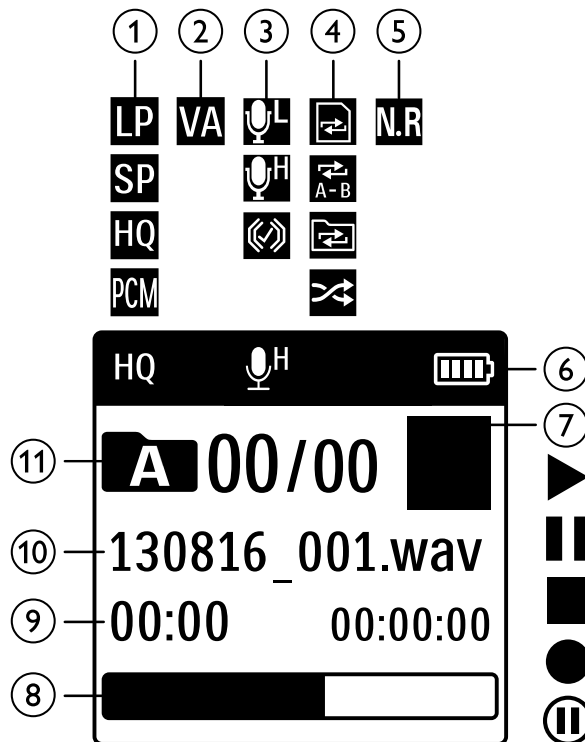 1 2 3 4 5
LP VA L N.R
SP H A-B
HQ
PCM
HQ H 6
7
11 A 00/00
10 130816_001.wav
9 00:00 00:00:00
8